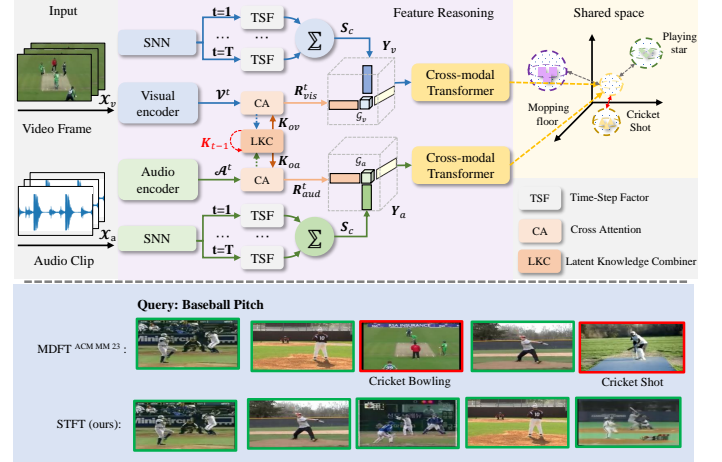 Input
Feature Reasoning
Shared space
SNN
t=1
TSF
... ...
t=T
TSF
Σ
S_c
Y_v
Playing star
Visual encoder
𝒱^t
CA
R^t_vis
𝒢_v
Cross-modal Transformer
Mopping floor
Cricket Shot
𝒳_v
Video Frame
K_ov
K_{t-1}
LKC
K_oa
Audio encoder
𝒜^t
CA
R^t_aud
𝒢_a
Cross-modal Transformer
Y_a
𝒳_a
Audio Clip
SNN
t=1
TSF
... ...
t=T
TSF
Σ
S_c
TSF Time-Step Factor
CA Cross Attention
LKC Latent Knowledge Combiner
Query: Baseball Pitch
MDFT ACM MM 23 :
Cricket Bowling
Cricket Shot
STFT (ours):